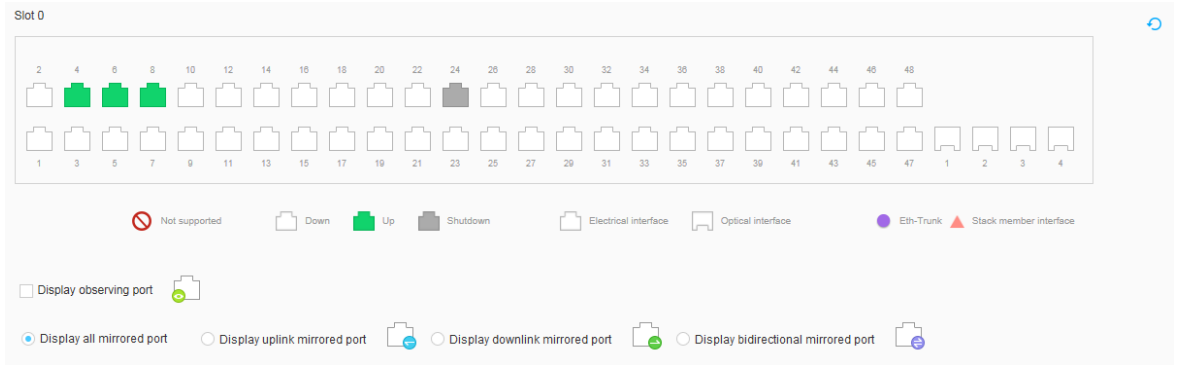 Slot 0
2 4 6 8 10 12 14 16 18 20 22 24 26 28 30 32 34 36 38 40 42 44 46 48
1 3 5 7 9 11 13 15 17 19 21 23 25 27 29 31 33 35 37 39 41 43 45 47 1 2 3 4
Not supported Down Up Shutdown Electrical interface Optical interface Eth-Trunk Stack member interface
Display observing port
Display all mirrored port Display uplink mirrored port Display downlink mirrored port Display bidirectional mirrored port